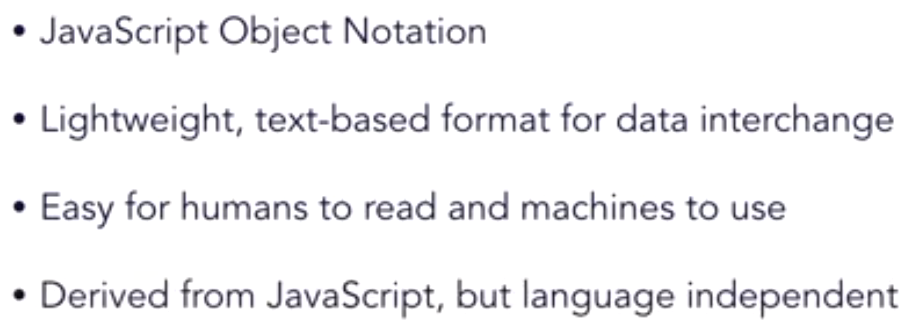 • JavaScript Object Notation
• Lightweight, text-based format for data interchange
• Easy for humans to read and machines to use
• Derived from JavaScript, but language independent